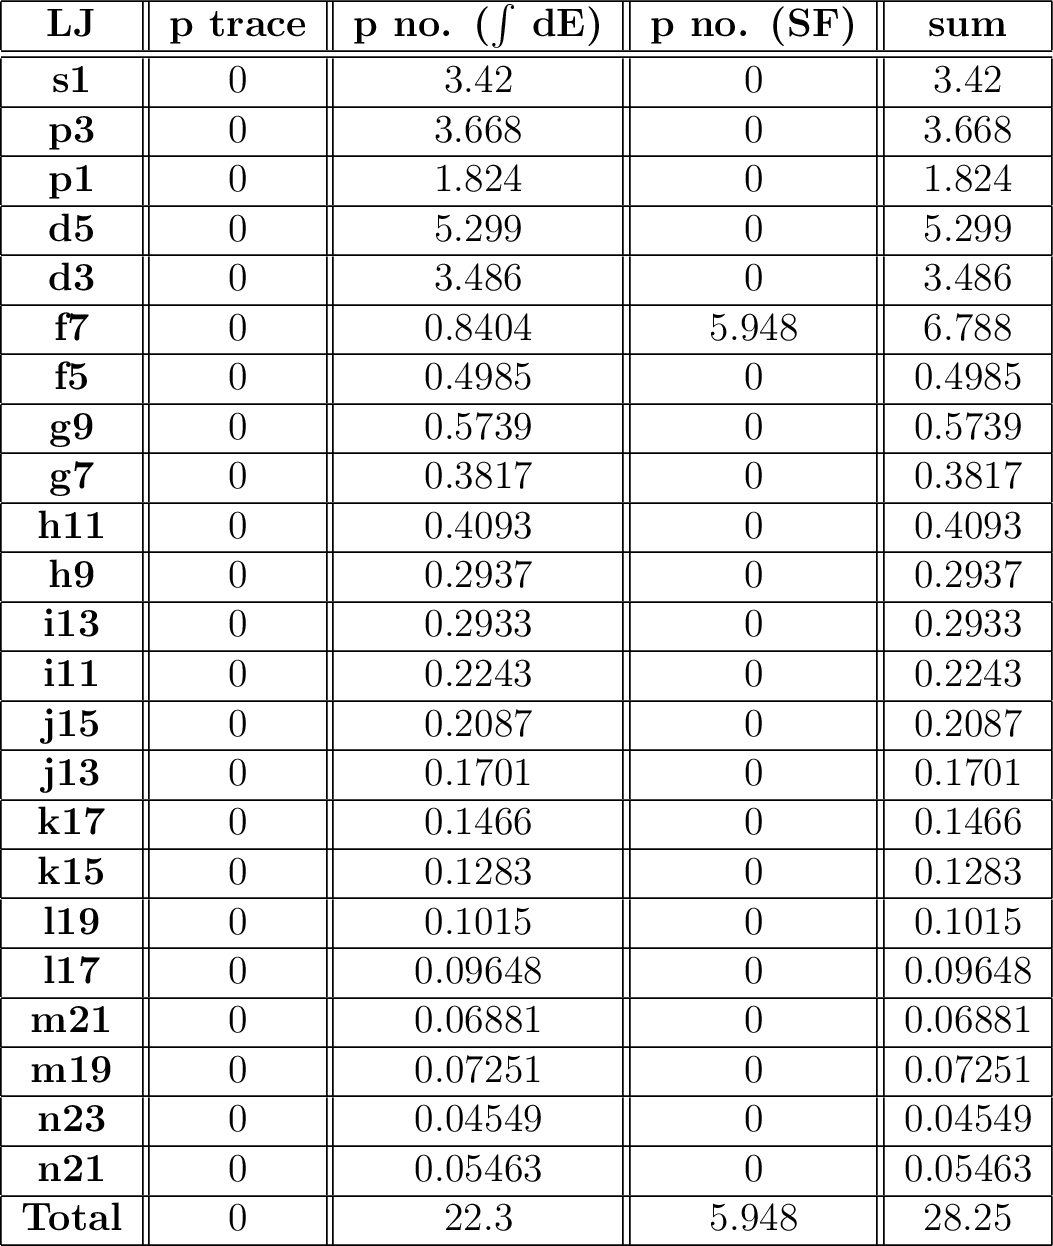 LJ p trace p no. (∫ dE) p no. (SF) sum
s1 0 3.42 0 3.42
p3 0 3.668 0 3.668
p1 0 1.824 0 1.824
d5 0 5.299 0 5.299
d3 0 3.486 0 3.486
f7 0 0.8404 5.948 6.788
f5 0 0.4985 0 0.4985
g9 0 0.5739 0 0.5739
g7 0 0.3817 0 0.3817
h11 0 0.4093 0 0.4093
h9 0 0.2937 0 0.2937
i13 0 0.2933 0 0.2933
i11 0 0.2243 0 0.2243
j15 0 0.2087 0 0.2087
j13 0 0.1701 0 0.1701
k17 0 0.1466 0 0.1466
k15 0 0.1283 0 0.1283
l19 0 0.1015 0 0.1015
l17 0 0.09648 0 0.09648
m21 0 0.06881 0 0.06881
m19 0 0.07251 0 0.07251
n23 0 0.04549 0 0.04549
n21 0 0.05463 0 0.05463
Total 0 22.3 5.948 28.25